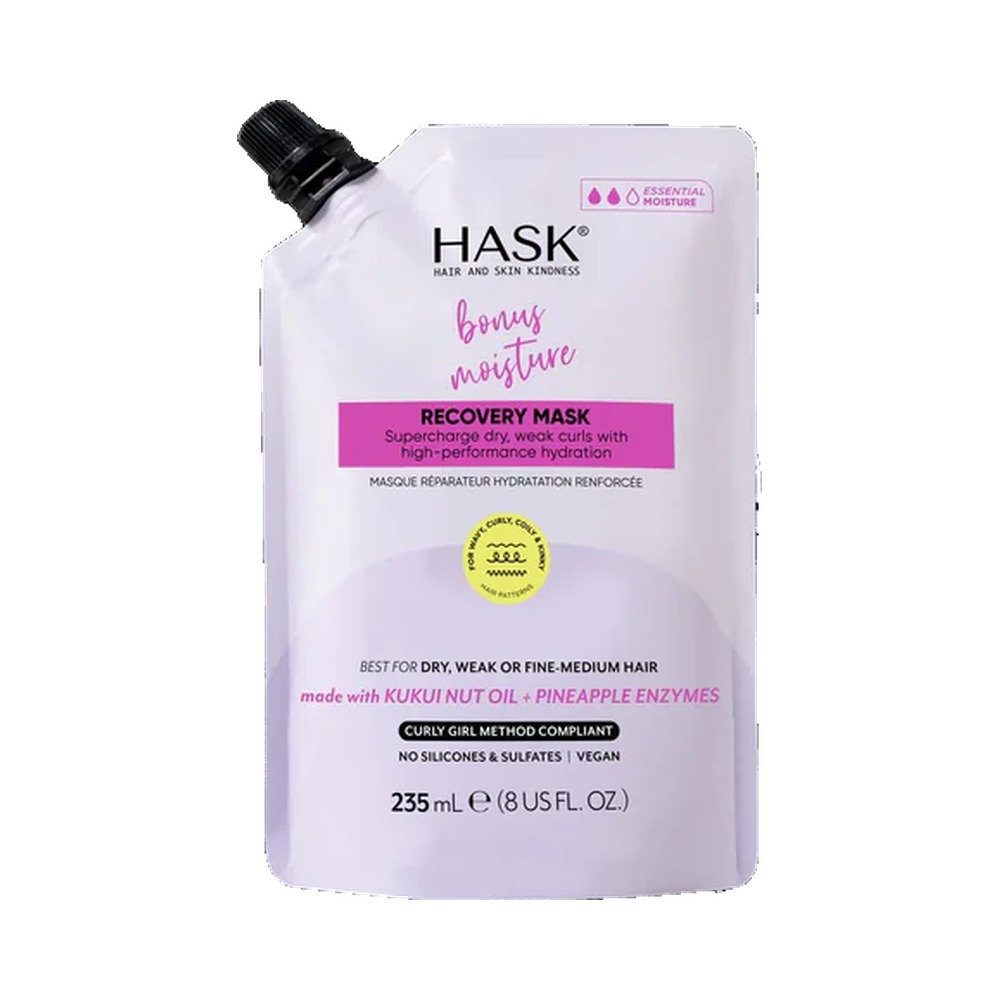 ESSENTIAL
MOISTURE
HASK®
HAIR AND SKIN KINDNESS
bonus
moisture
RECOVERY MASK
Supercharge dry, weak curls with
high-performance hydration
MASQUE RÉPARATEUR HYDRATATION RENFORCÉE
FOR WAVY, CURLY, COILY & KINKY
HAIR PATTERNS
BEST FOR DRY, WEAK OR FINE-MEDIUM HAIR
made with KUKUI NUT OIL + PINEAPPLE ENZYMES
CURLY GIRL METHOD COMPLIANT
NO SILICONES & SULFATES | VEGAN
235 mL ℮ (8 US FL. OZ.)